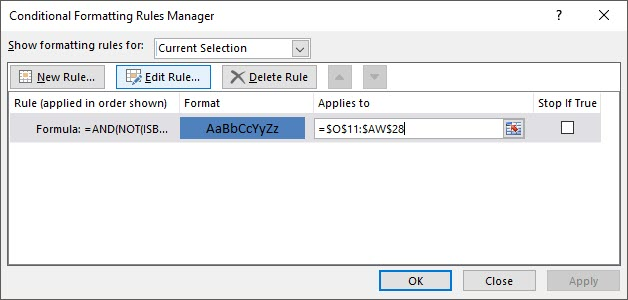 Conditional Formatting Rules Manager
Show formatting rules for: Current Selection
New Rule... Edit Rule... Delete Rule
Rule (applied in order shown) Format Applies to Stop If True
Formula: =AND(NOT(ISB... AaBbCcYyZz =$O$11:$AW$28
OK Close Apply